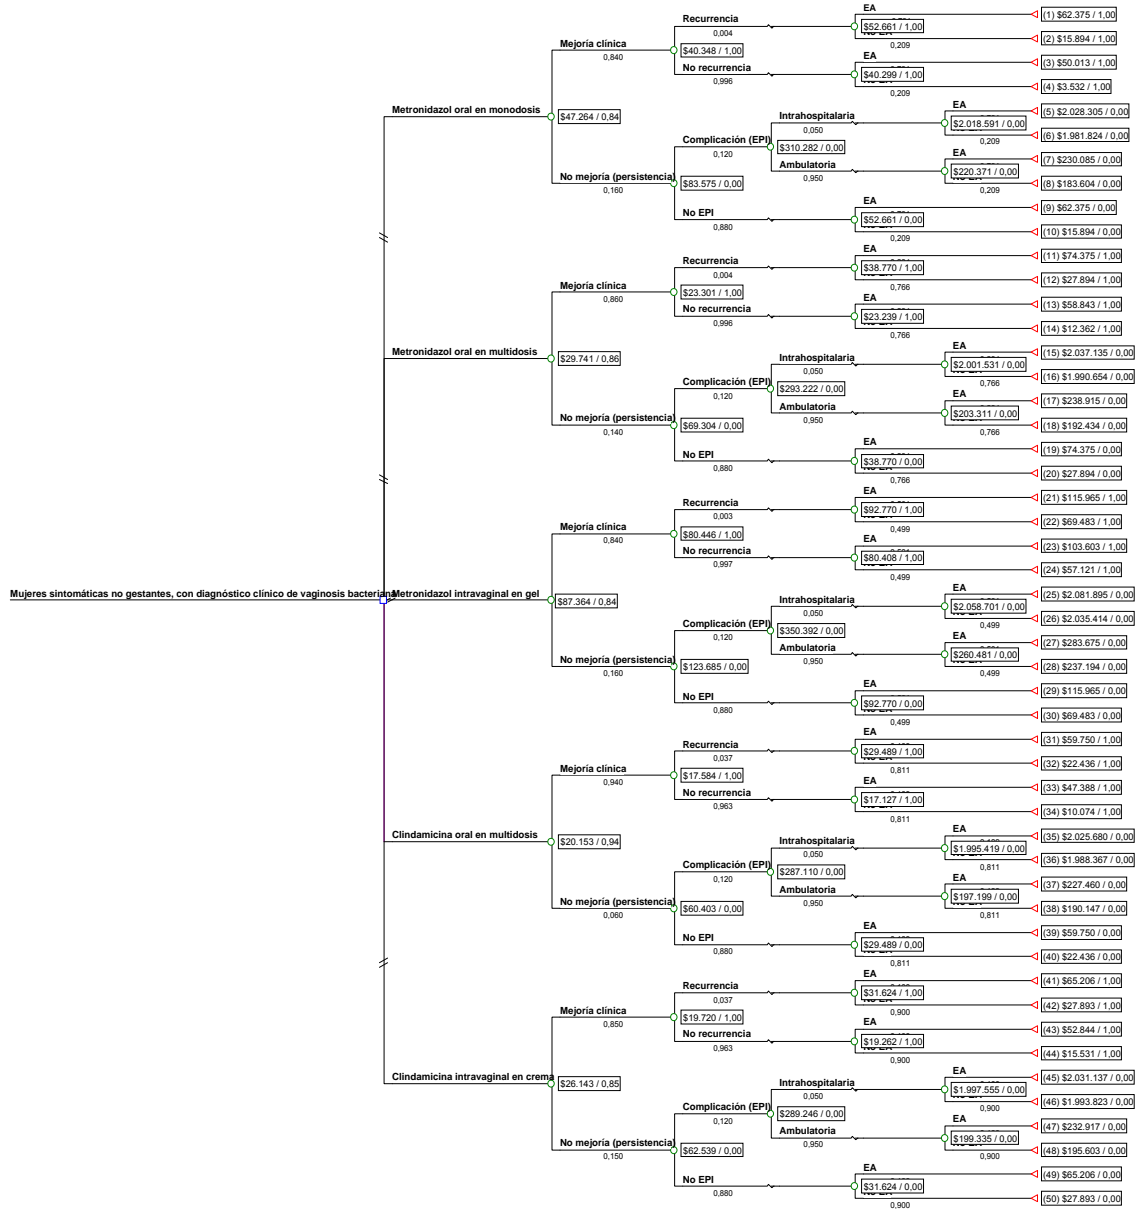 Mujeres sintomáticas no gestantes, con diagnóstico clínico de vaginosis bacteriana
Metronidazol oral en monodosis
$47.264 / 0,84
Mejoría clínica
0,840
$40.348 / 1,00
Recurrencia
0,004
$52.661 / 1,00
EA
(1) $62.375 / 1,00
0,209
(2) $15.894 / 1,00
No recurrencia
0,996
$40.299 / 1,00
EA
(3) $50.013 / 1,00
0,209
(4) $3.532 / 1,00
No mejoría (persistencia)
0,160
$83.575 / 0,00
Complicación (EPI)
0,120
$310.282 / 0,00
Intrahospitalaria
0,050
$2.018.591 / 0,00
EA
(5) $2.028.305 / 0,00
0,209
(6) $1.981.824 / 0,00
Ambulatoria
0,950
$220.371 / 0,00
EA
(7) $230.085 / 0,00
0,209
(8) $183.604 / 0,00
No EPI
0,880
$52.661 / 0,00
EA
(9) $62.375 / 0,00
0,209
(10) $15.894 / 0,00
Metronidazol oral en multidosis
$29.741 / 0,86
Mejoría clínica
0,860
$23.301 / 1,00
Recurrencia
0,004
$38.770 / 1,00
EA
(11) $74.375 / 1,00
0,766
(12) $27.894 / 1,00
No recurrencia
0,996
$23.239 / 1,00
EA
(13) $58.843 / 1,00
0,766
(14) $12.362 / 1,00
No mejoría (persistencia)
0,140
$69.304 / 0,00
Complicación (EPI)
0,120
$293.222 / 0,00
Intrahospitalaria
0,050
$2.001.531 / 0,00
EA
(15) $2.037.135 / 0,00
0,766
(16) $1.990.654 / 0,00
Ambulatoria
0,950
$203.311 / 0,00
EA
(17) $238.915 / 0,00
0,766
(18) $192.434 / 0,00
No EPI
0,880
$38.770 / 0,00
EA
(19) $74.375 / 0,00
0,766
(20) $27.894 / 0,00
Metronidazol intravaginal en gel
$87.364 / 0,84
Mejoría clínica
0,840
$80.446 / 1,00
Recurrencia
0,003
$92.770 / 1,00
EA
(21) $115.965 / 1,00
0,499
(22) $69.483 / 1,00
No recurrencia
0,997
$80.408 / 1,00
EA
(23) $103.603 / 1,00
0,499
(24) $57.121 / 1,00
No mejoría (persistencia)
0,160
$123.685 / 0,00
Complicación (EPI)
0,120
$350.392 / 0,00
Intrahospitalaria
0,050
$2.058.701 / 0,00
EA
(25) $2.081.895 / 0,00
0,499
(26) $2.035.414 / 0,00
Ambulatoria
0,950
$260.481 / 0,00
EA
(27) $283.675 / 0,00
0,499
(28) $237.194 / 0,00
No EPI
0,880
$92.770 / 0,00
EA
(29) $115.965 / 0,00
0,499
(30) $69.483 / 0,00
Clindamicina oral en multidosis
$20.153 / 0,94
Mejoría clínica
0,940
$17.584 / 1,00
Recurrencia
0,037
$29.489 / 1,00
EA
(31) $59.750 / 1,00
0,811
(32) $22.436 / 1,00
No recurrencia
0,963
$17.127 / 1,00
EA
(33) $47.388 / 1,00
0,811
(34) $10.074 / 1,00
No mejoría (persistencia)
0,060
$60.403 / 0,00
Complicación (EPI)
0,120
$287.110 / 0,00
Intrahospitalaria
0,050
$1.995.419 / 0,00
EA
(35) $2.025.680 / 0,00
0,811
(36) $1.988.367 / 0,00
Ambulatoria
0,950
$197.199 / 0,00
EA
(37) $227.460 / 0,00
0,811
(38) $190.147 / 0,00
No EPI
0,880
$29.489 / 0,00
EA
(39) $59.750 / 0,00
0,811
(40) $22.436 / 0,00
Clindamicina intravaginal en crema
$26.143 / 0,85
Mejoría clínica
0,850
$19.720 / 1,00
Recurrencia
0,037
$31.624 / 1,00
EA
(41) $65.206 / 1,00
0,900
(42) $27.893 / 1,00
No recurrencia
0,963
$19.262 / 1,00
EA
(43) $52.844 / 1,00
0,900
(44) $15.531 / 1,00
No mejoría (persistencia)
0,150
$62.539 / 0,00
Complicación (EPI)
0,120
$289.246 / 0,00
Intrahospitalaria
0,050
$1.997.555 / 0,00
EA
(45) $2.031.137 / 0,00
0,900
(46) $1.993.823 / 0,00
Ambulatoria
0,950
$199.335 / 0,00
EA
(47) $232.917 / 0,00
0,900
(48) $195.603 / 0,00
No EPI
0,880
$31.624 / 0,00
EA
(49) $65.206 / 0,00
0,900
(50) $27.893 / 0,00